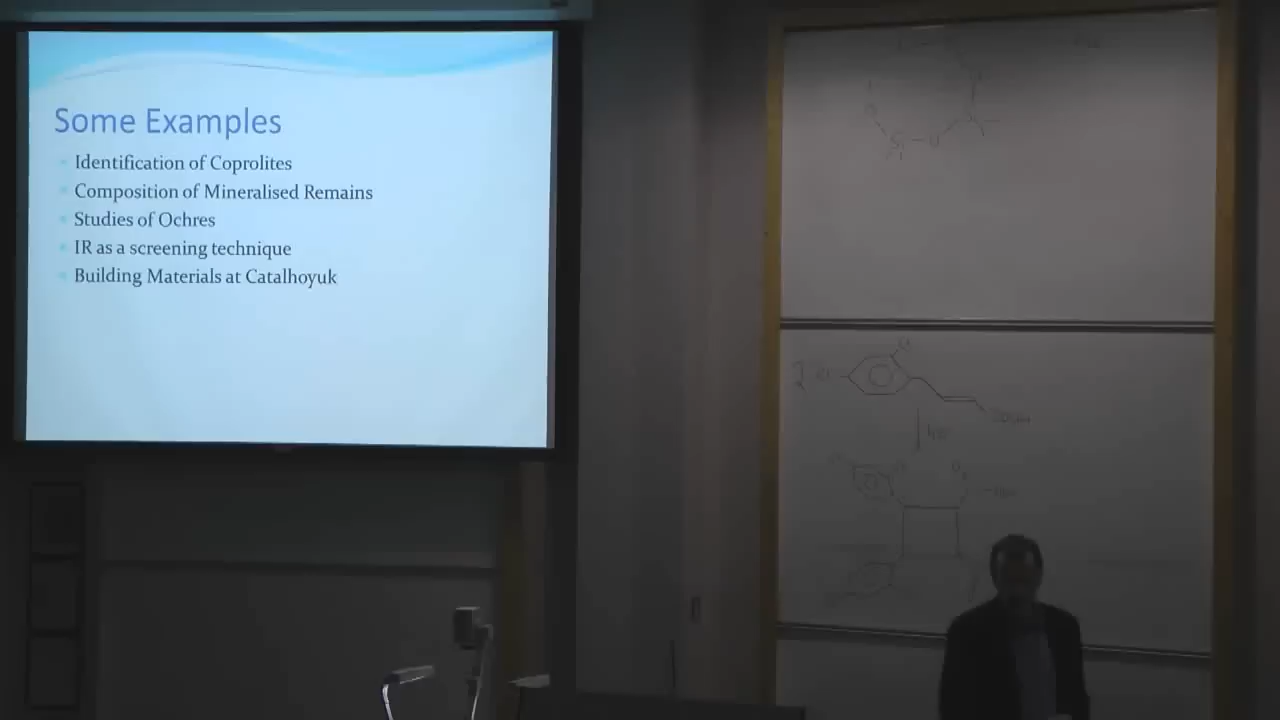 Some Examples
Identification of Coprolites
Composition of Mineralised Remains
Studies of Ochres
IR as a screening technique
Building Materials at Catalhoyuk
Si